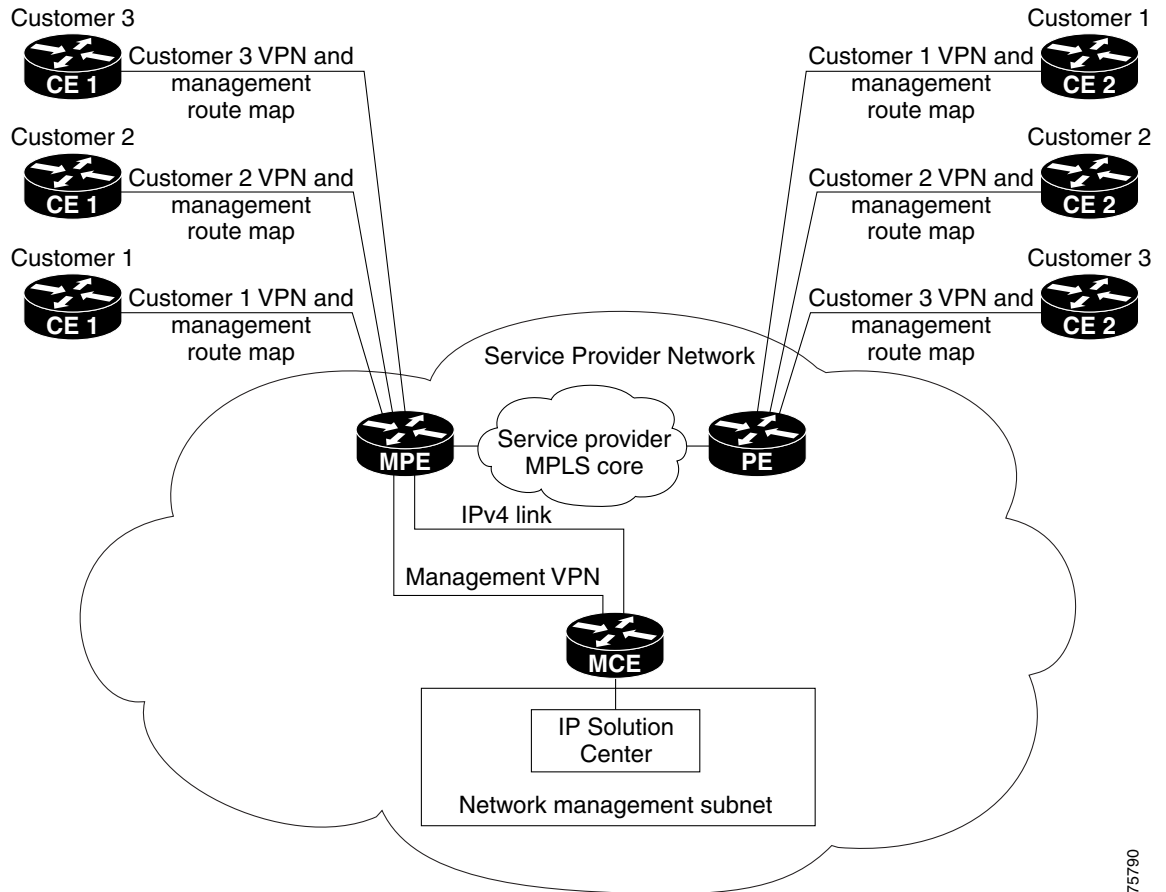 Customer 3
CE 1
Customer 3 VPN and
management
route map
Customer 2
CE 1
Customer 2 VPN and
management
route map
Customer 1
CE 1
Customer 1 VPN and
management
route map
Customer 1
CE 2
Customer 1 VPN and
management
route map
Customer 2
CE 2
Customer 2 VPN and
management
route map
Customer 3
CE 2
Customer 3 VPN and
management
route map
Service Provider Network
MPE
Service provider
MPLS core
PE
IPv4 link
Management VPN
MCE
IP Solution
Center
Network management subnet
75790